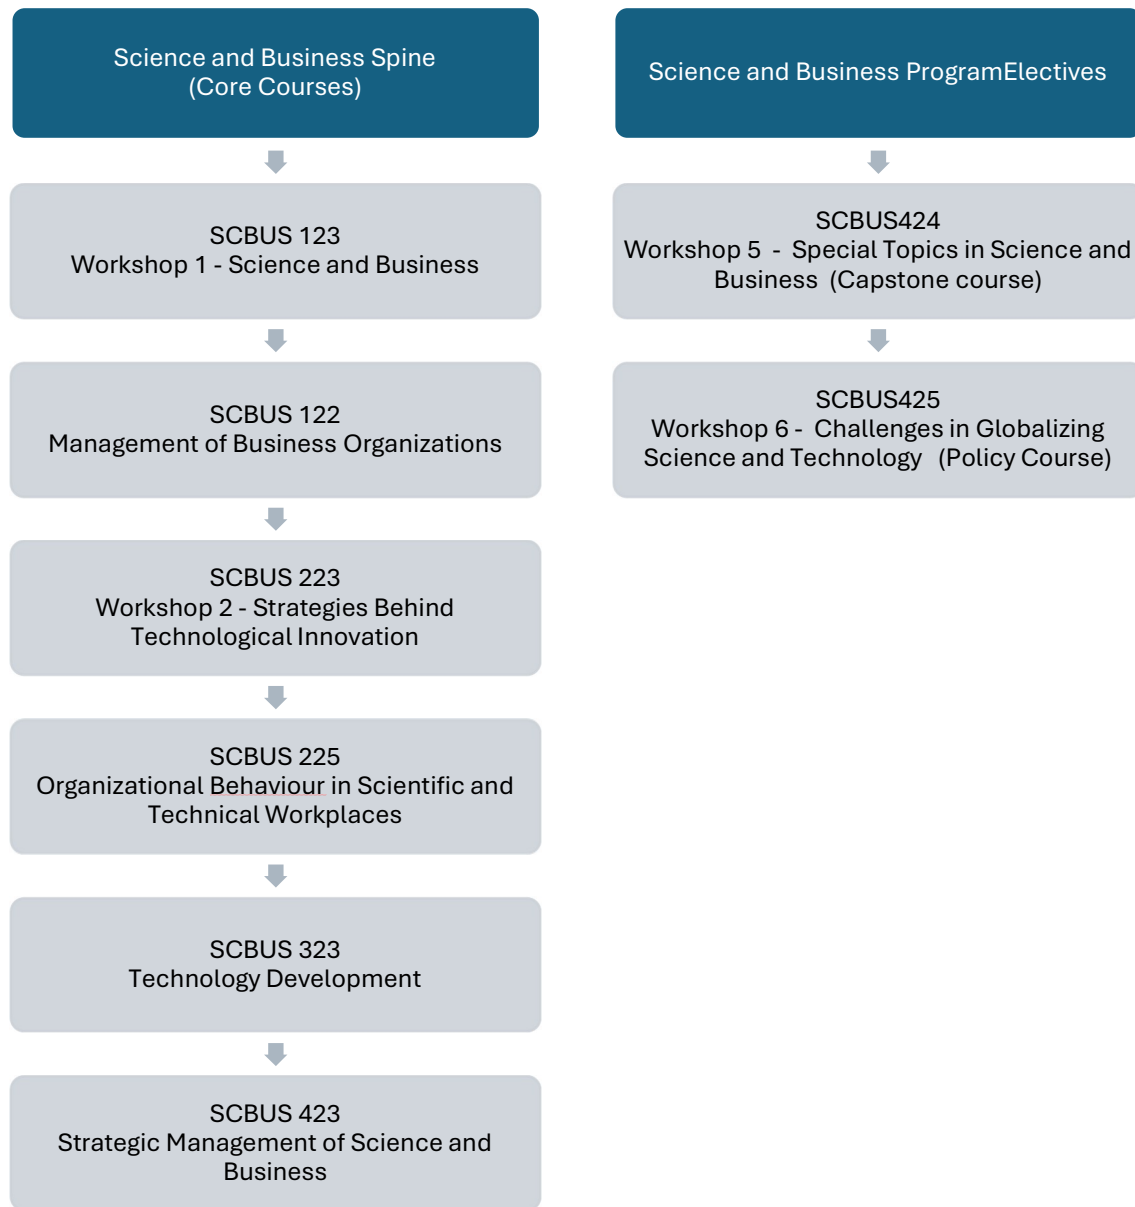 Science and Business Spine
(Core Courses)
SCBUS 123
Workshop 1 - Science and Business
SCBUS 122
Management of Business Organizations
SCBUS 223
Workshop 2 - Strategies Behind
Technological Innovation
SCBUS 225
Organizational Behaviour in Scientific and
Technical Workplaces
SCBUS 323
Technology Development
SCBUS 423
Strategic Management of Science and
Business
Science and Business ProgramElectives
SCBUS424
Workshop 5 - Special Topics in Science and
Business (Capstone course)
SCBUS425
Workshop 6 - Challenges in Globalizing
Science and Technology (Policy Course)